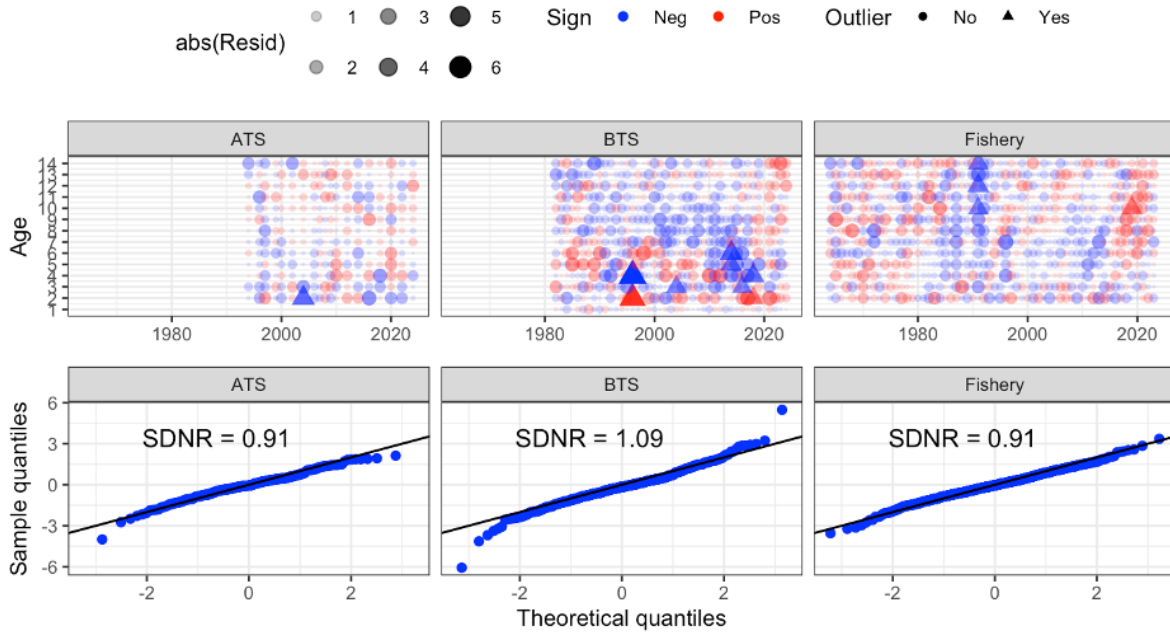 abs(Resid) 1 3 5 Sign Neg Pos Outlier No Yes
2 4 6
ATS BTS Fishery
Age
14
13
12
11
10
9
8
7
6
5
4
3
2
1
1980 2000 2020 1980 2000 2020 1980 2000 2020
ATS BTS Fishery
Sample quantiles
6
3
0
-3
-6
SDNR = 0.91 SDNR = 1.09 SDNR = 0.91
-2 0 2 -2 0 2 -2 0 2
Theoretical quantiles